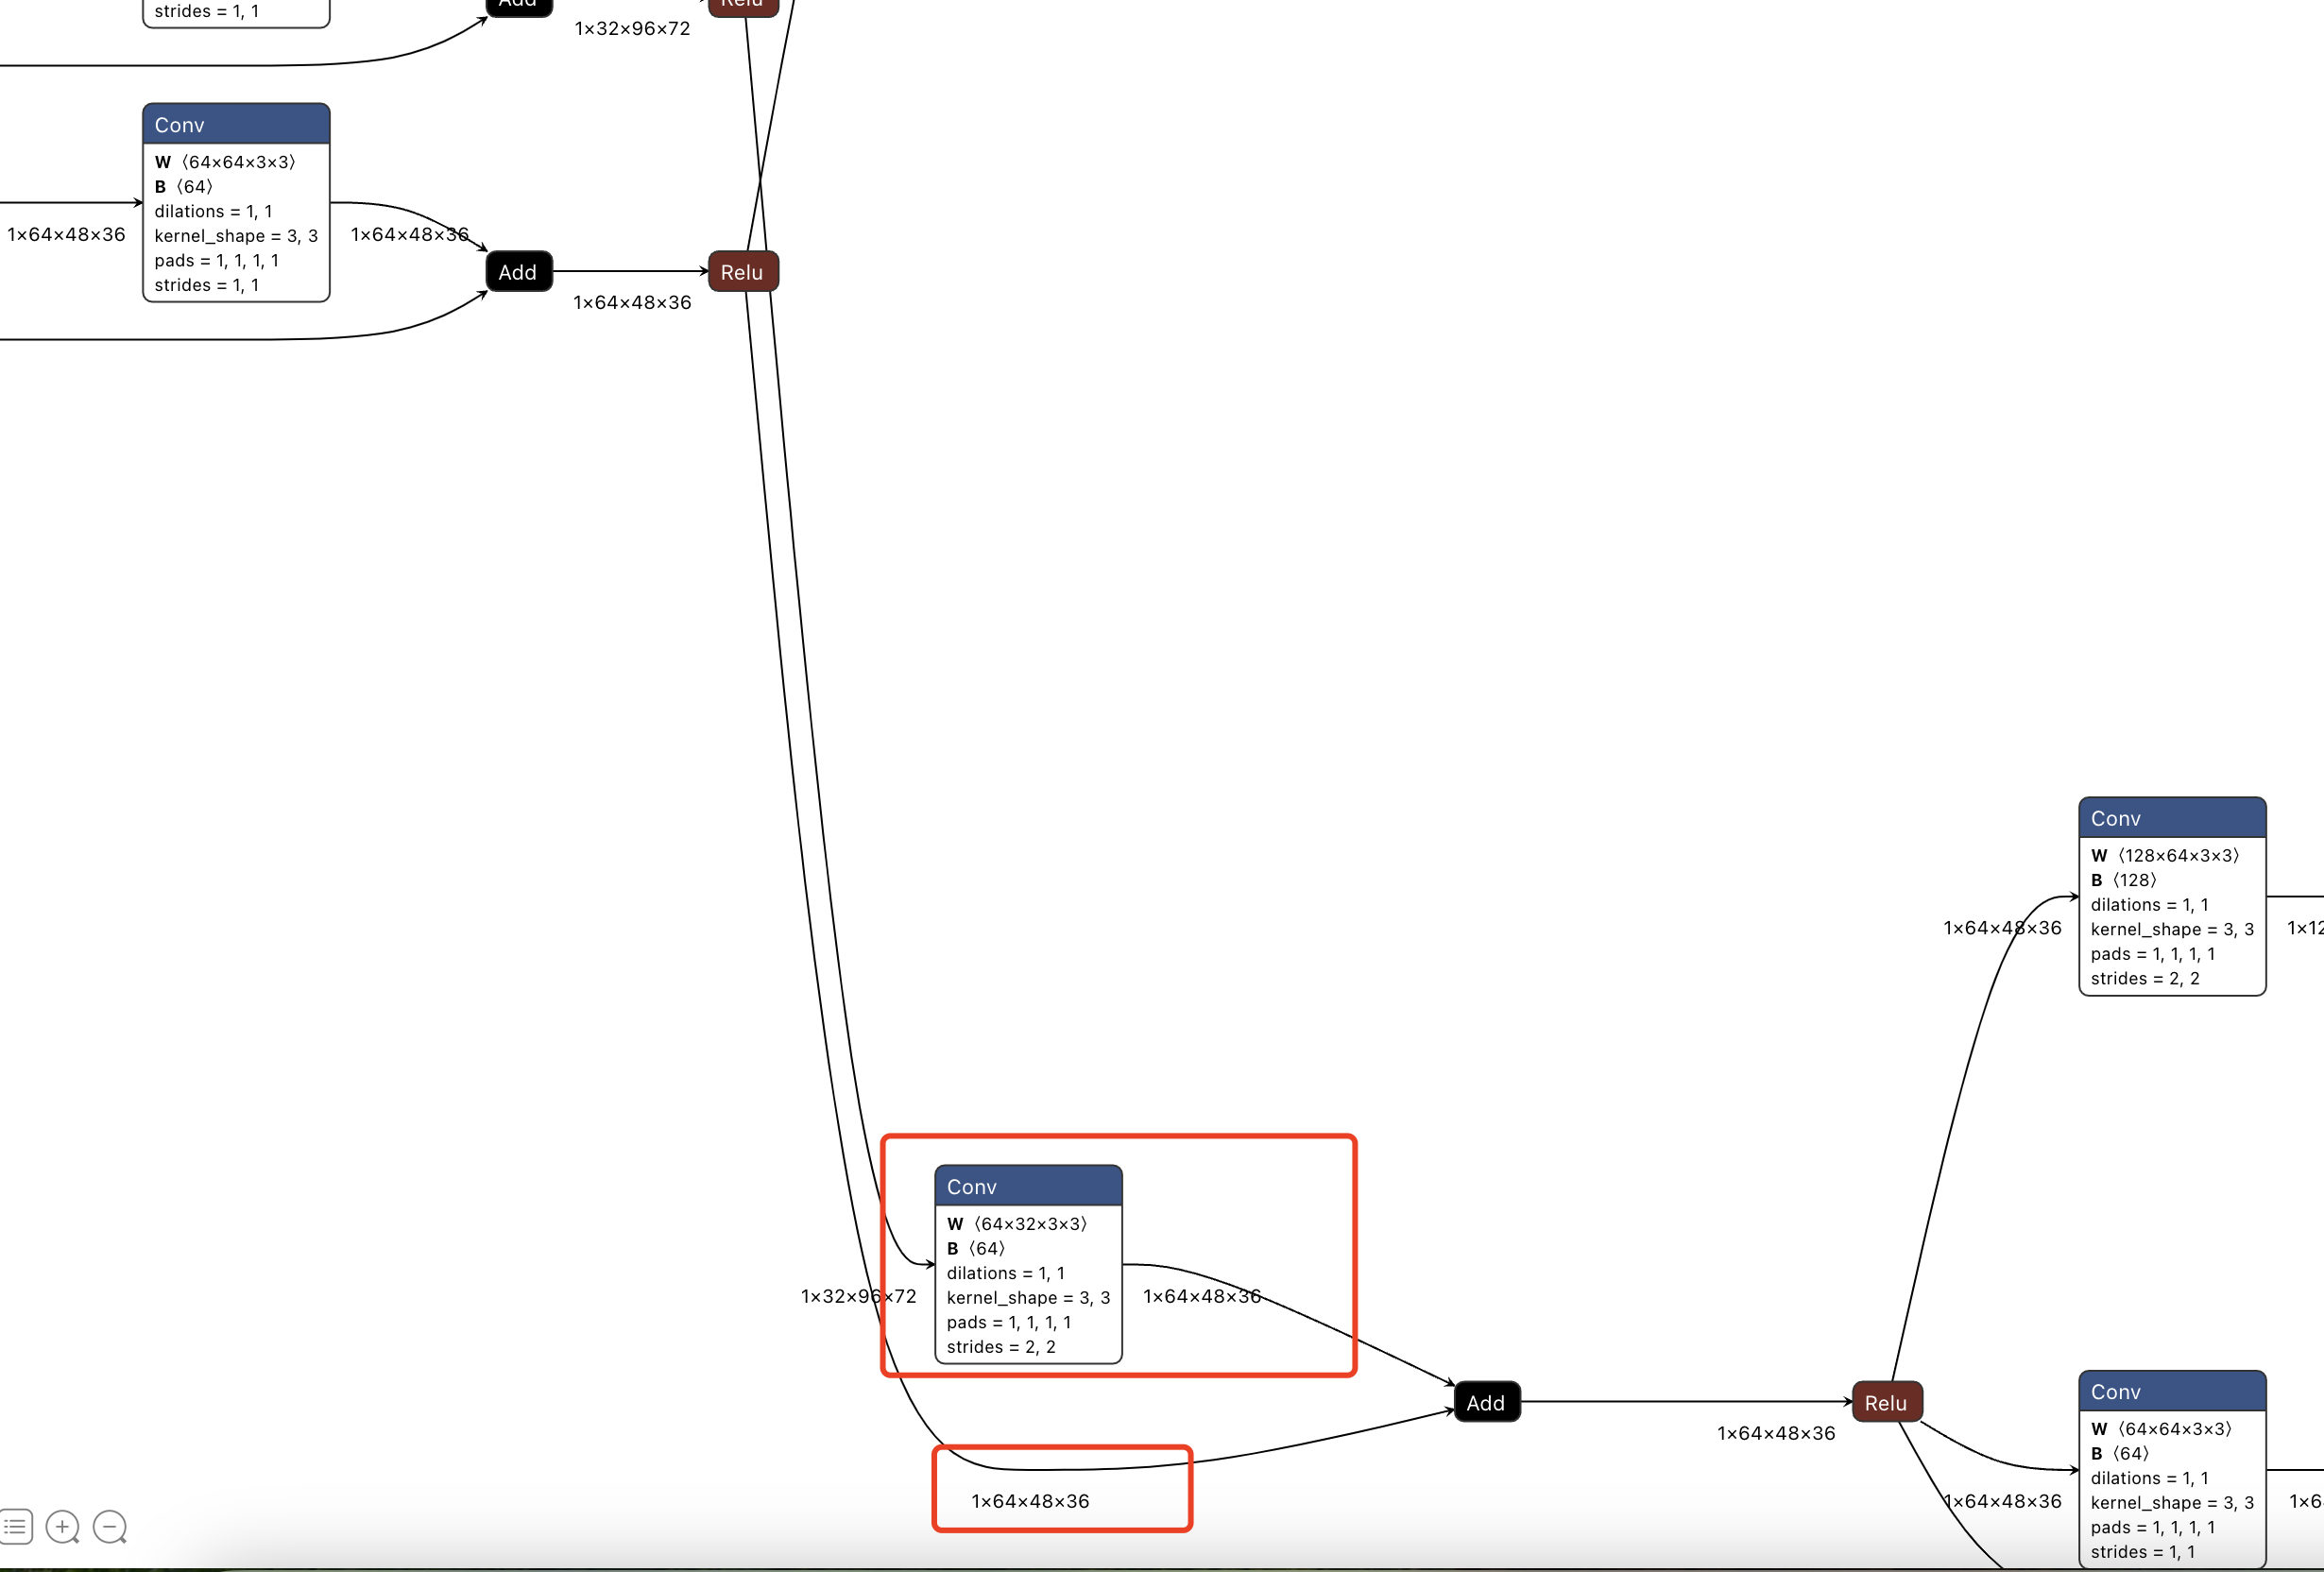 strides = 1, 1
Add
Relu
1×32×96×72
Conv
W 〈64×64×3×3〉
B 〈64〉
dilations = 1, 1
kernel_shape = 3, 3
pads = 1, 1, 1, 1
strides = 1, 1
1×64×48×36
1×64×48×36
Add
Relu
1×64×48×36
Conv
W 〈128×64×3×3〉
B 〈128〉
dilations = 1, 1
kernel_shape = 3, 3
pads = 1, 1, 1, 1
strides = 2, 2
1×64×48×36
1×12
Conv
W 〈64×32×3×3〉
B 〈64〉
dilations = 1, 1
kernel_shape = 3, 3
pads = 1, 1, 1, 1
strides = 2, 2
1×32×96×72
1×64×48×36
Add
Relu
1×64×48×36
1×64×48×36
Conv
W 〈64×64×3×3〉
B 〈64〉
dilations = 1, 1
kernel_shape = 3, 3
pads = 1, 1, 1, 1
strides = 1, 1
1×64×48×36
1×6